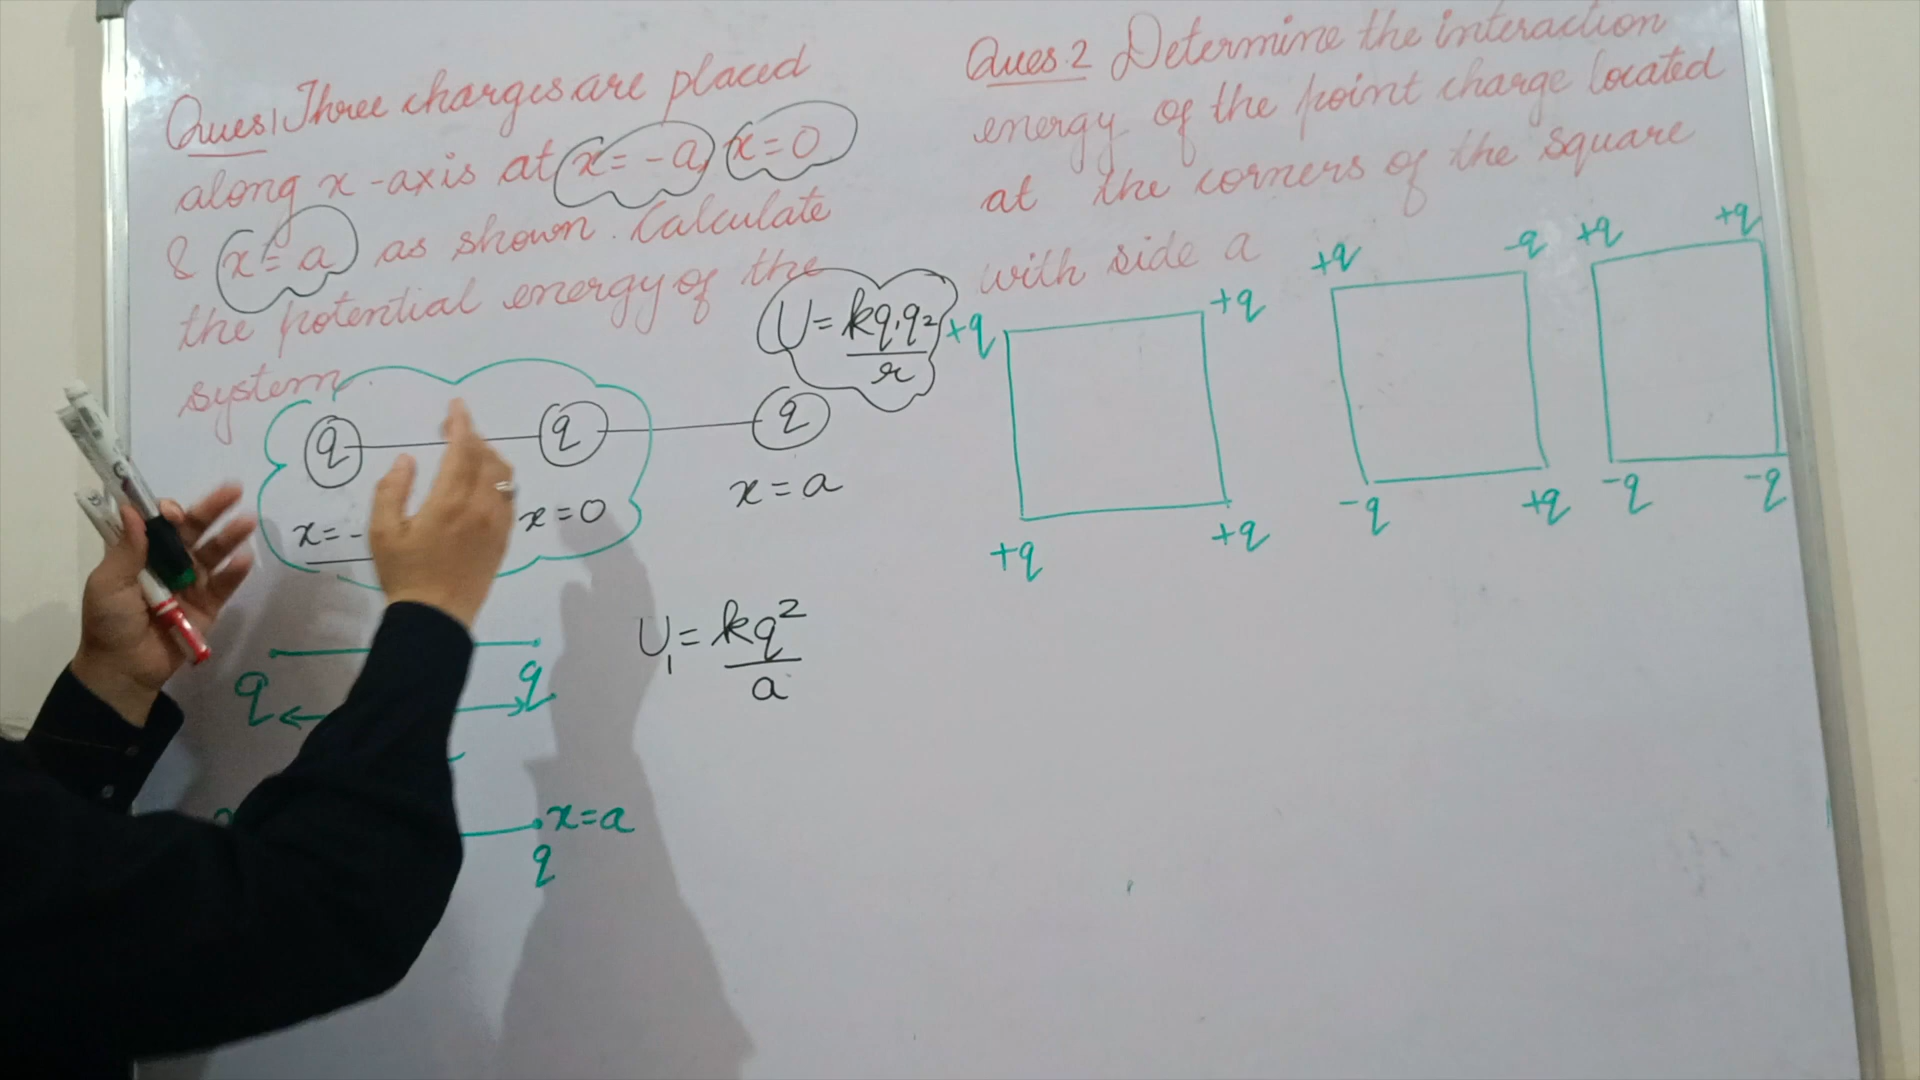 Ques1 Three charges are placed
along x-axis at x = -a, x = 0
& x = a as shown. Calculate
the potential energy of the
system.
U = kq1q2/r
q q q
x = - x = 0 x = a
U1 = kq²/a
q q
x = a
q
Ques.2 Determine the interaction
energy of the point charge located
at the corners of the square
with side a
+q +q
+q +q
+q -q
-q +q
+q +q
-q -q